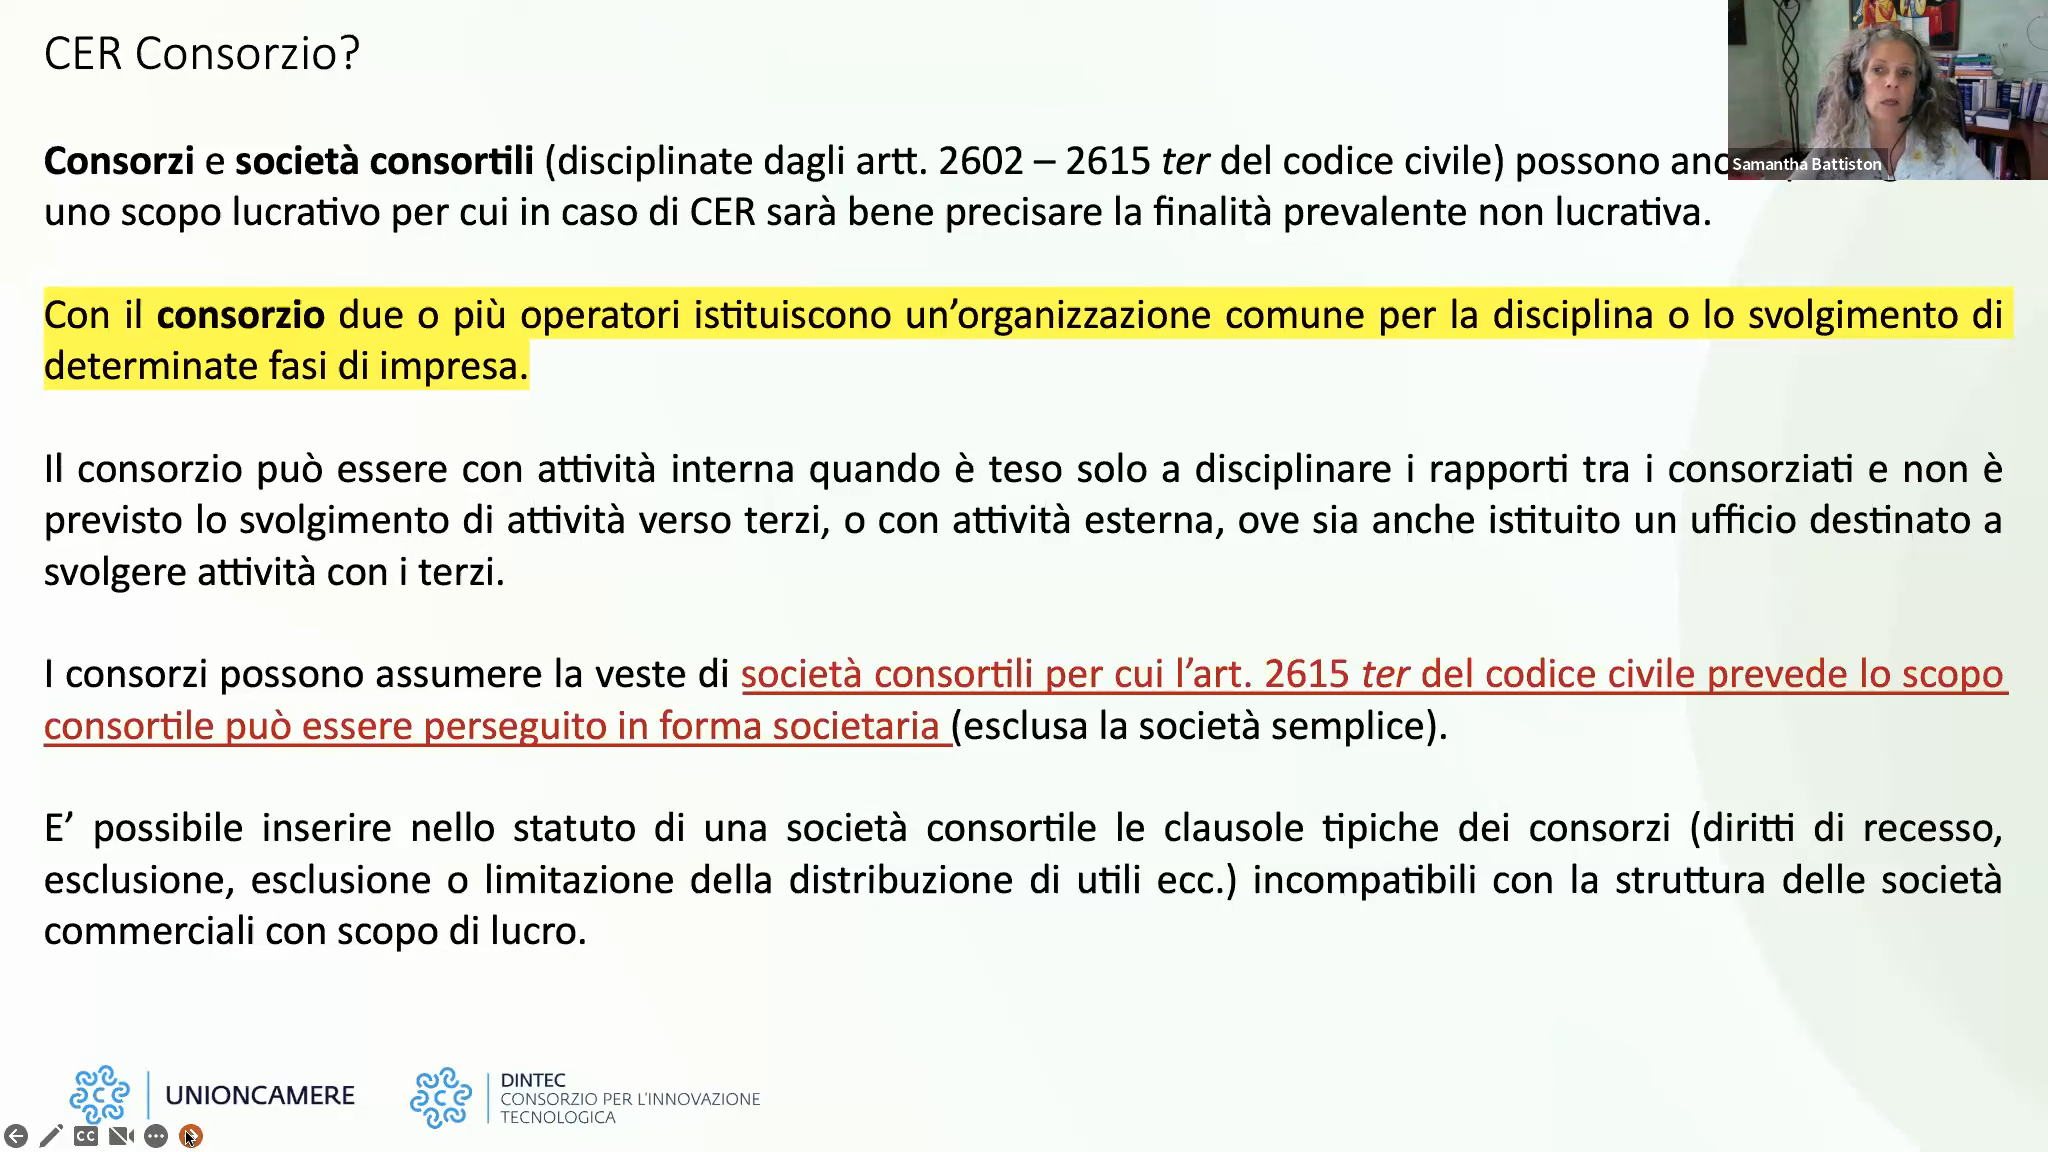 CER Consorzio?
Consorzi e società consortili (disciplinate dagli artt. 2602 – 2615 ter del codice civile) possono
uno scopo lucrativo per cui in caso di CER sarà bene precisare la finalità prevalente non lucrativa.
Samantha Battiston
Con il consorzio due o più operatori istituiscono un’organizzazione comune per la disciplina o lo svolgimento di
determinate fasi di impresa.
Il consorzio può essere con attività interna quando è teso solo a disciplinare i rapporti tra i consorziati e non è
previsto lo svolgimento di attività verso terzi, o con attività esterna, ove sia anche istituito un ufficio destinato a
svolgere attività con i terzi.
I consorzi possono assumere la veste di società consortili per cui l’art. 2615 ter del codice civile prevede lo scopo
consortile può essere perseguito in forma societaria (esclusa la società semplice).
E’ possibile inserire nello statuto di una società consortile le clausole tipiche dei consorzi (diritti di recesso,
esclusione, esclusione o limitazione della distribuzione di utili ecc.) incompatibili con la struttura delle società
commerciali con scopo di lucro.
UNIONCAMERE
DINTEC
CONSORZIO PER L'INNOVAZIONE
TECNOLOGICA
CC